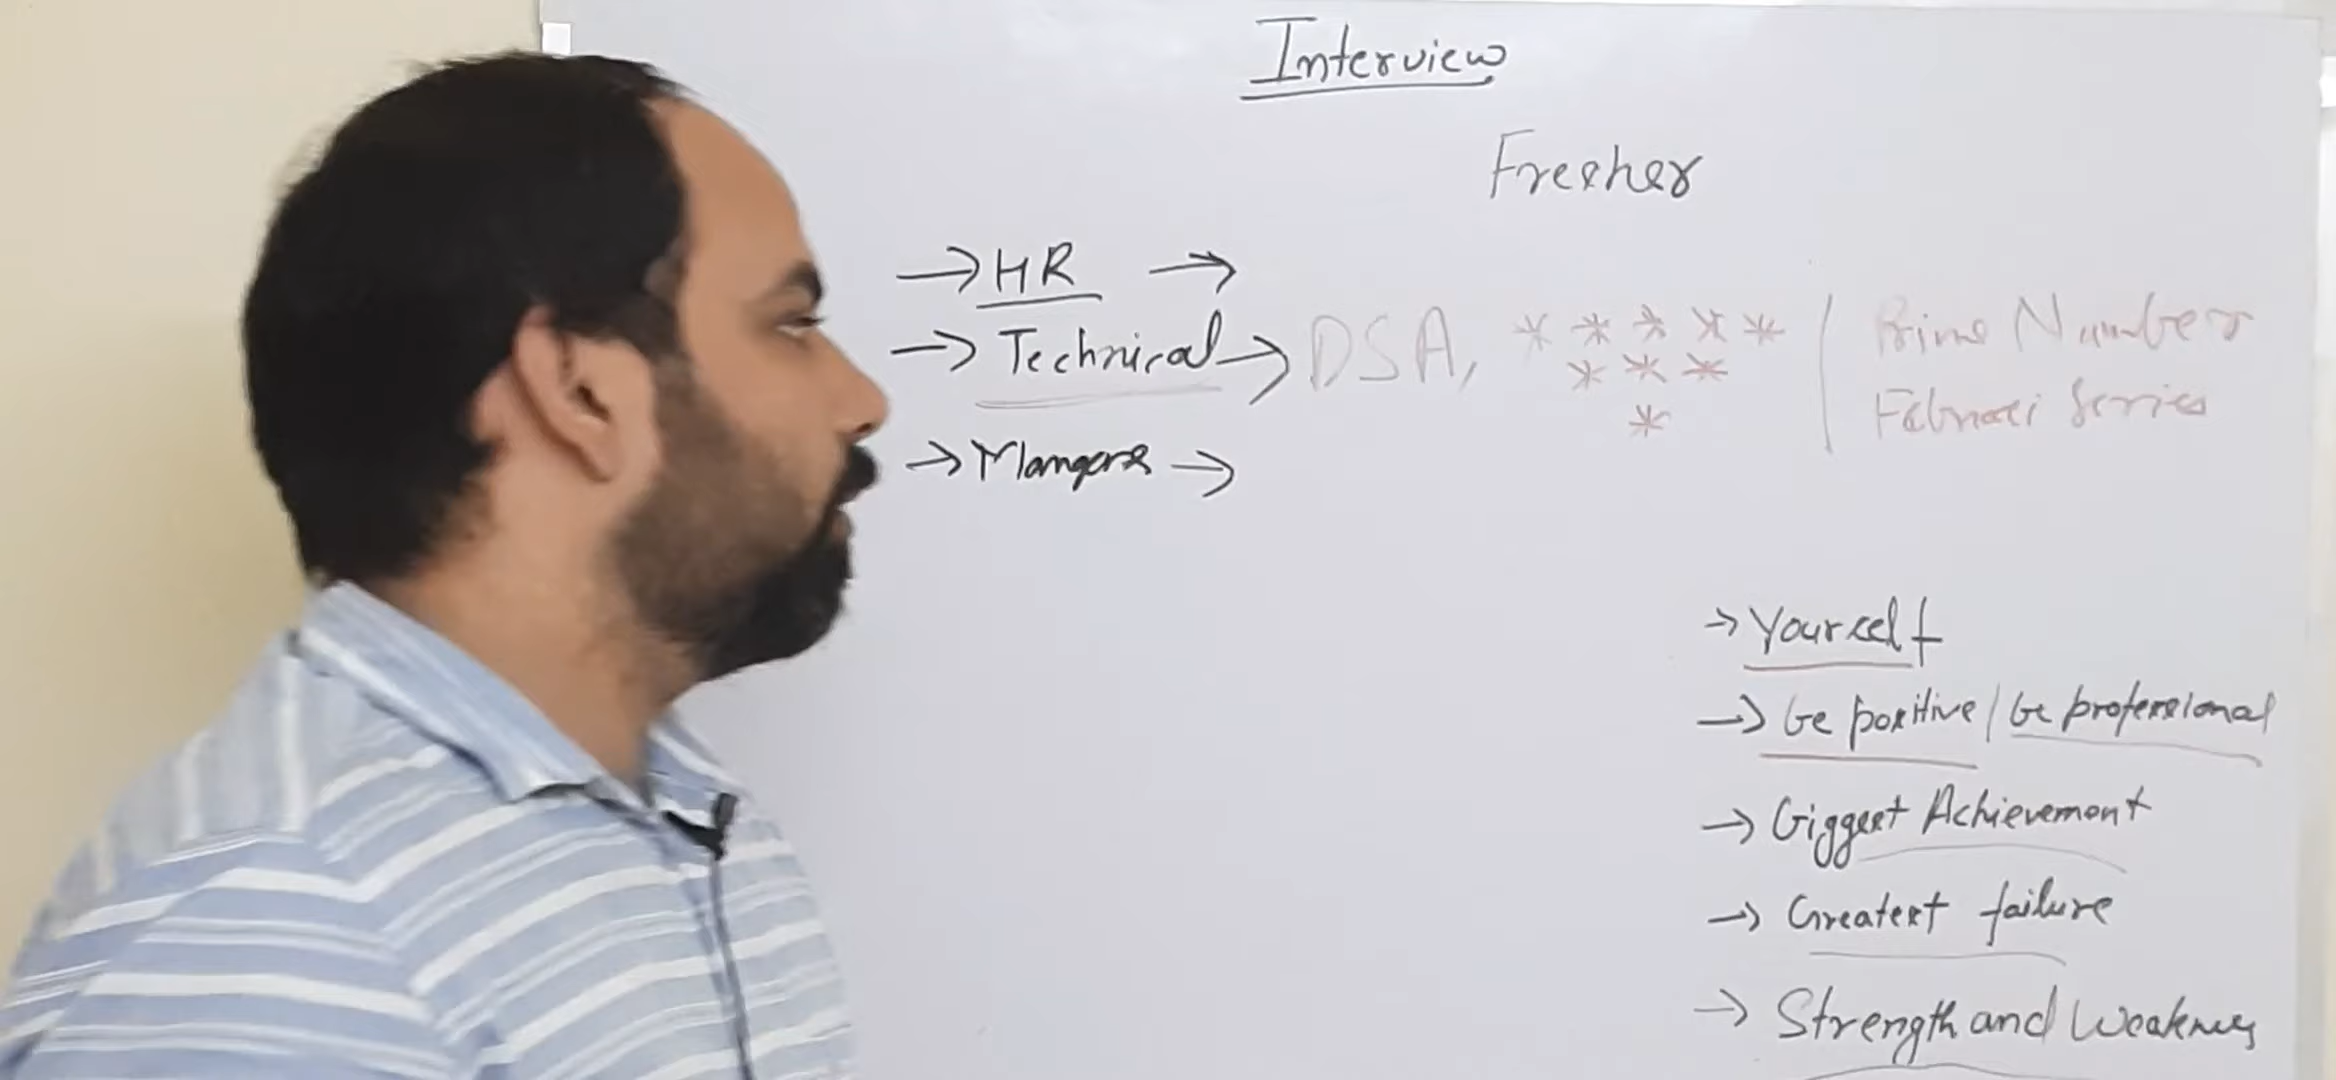 Interview
Fresher
→ HR →
→ Technical → DSA, * * * * * | Prime Number
* * *
* Febnaci Series
→ Mangers →
→ Yourself
→ Be positive / Be professional
→ Biggest Achievement
→ Greatest failure
→ Strength and Weakness